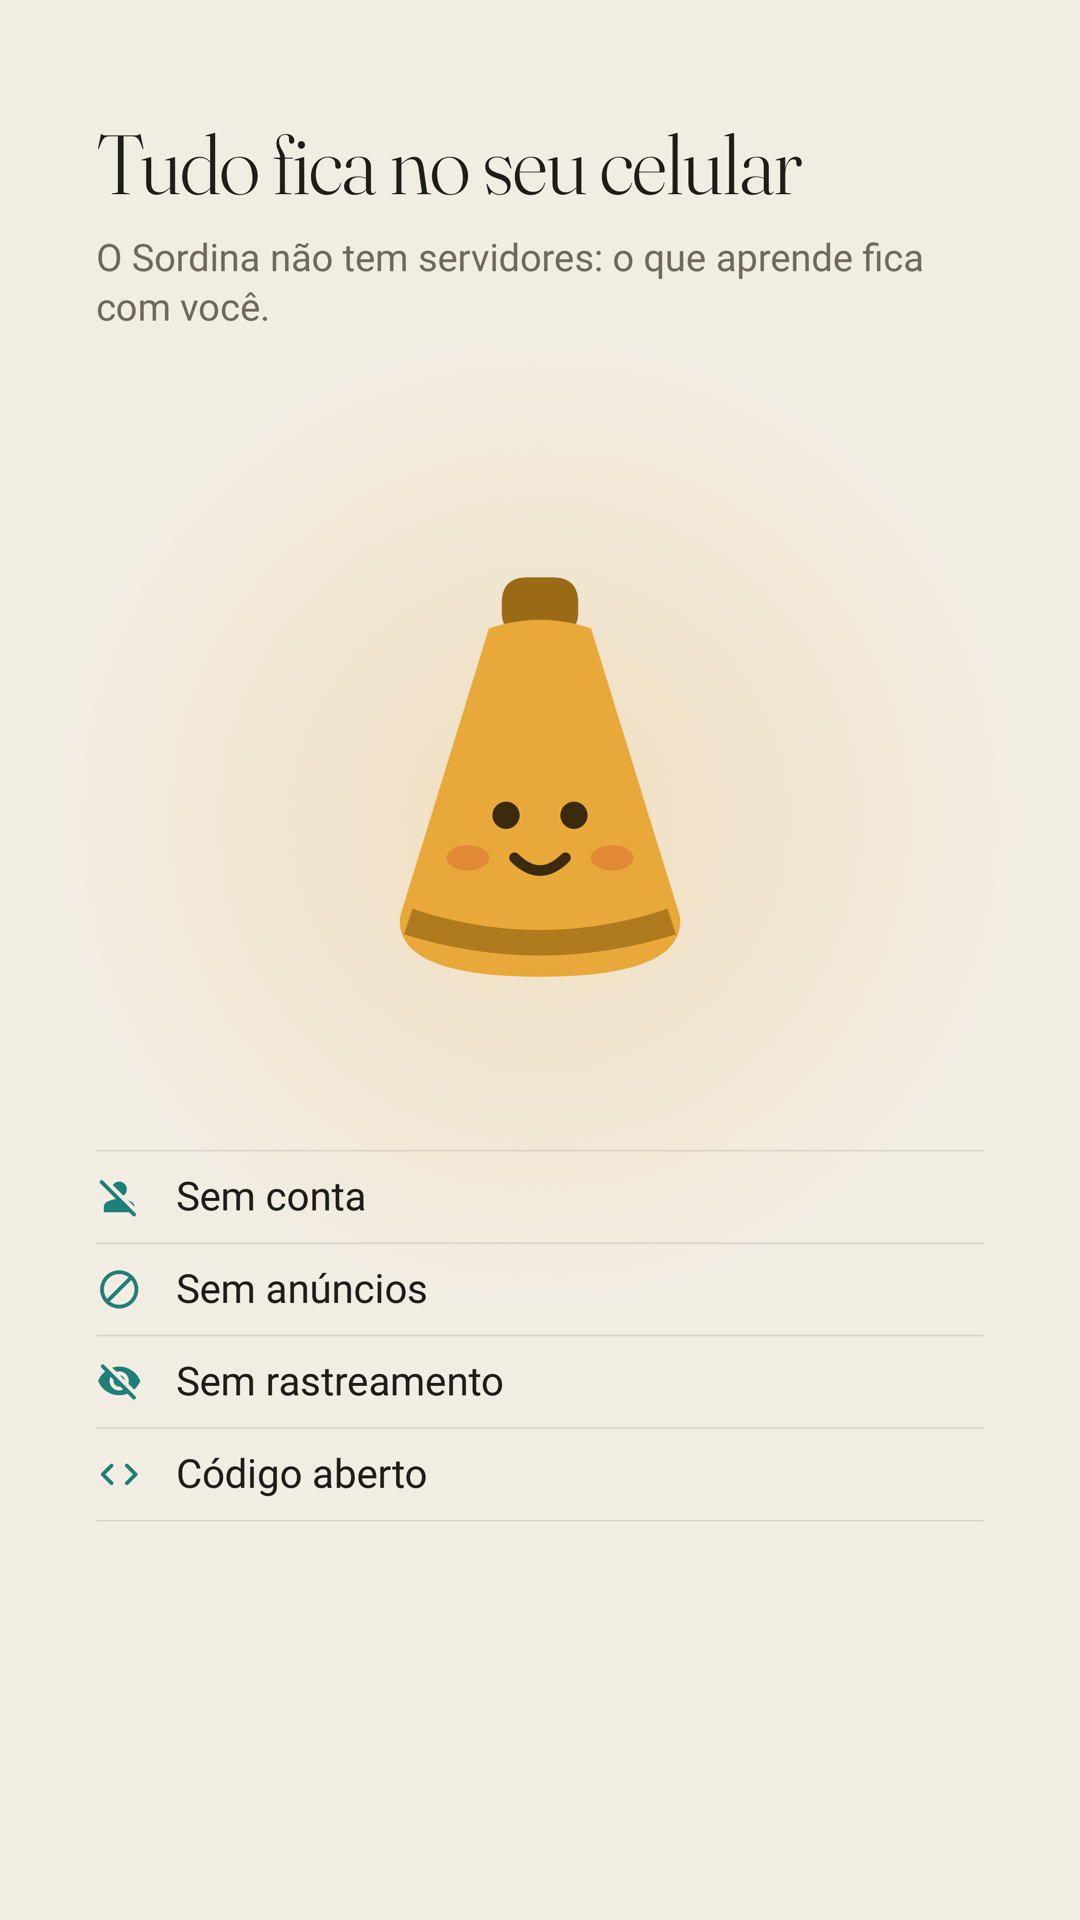 Tudo fica no seu celular
O Sordina não tem servidores: o que aprende fica
com você.
Sem conta
Sem anúncios
Sem rastreamento
Código aberto